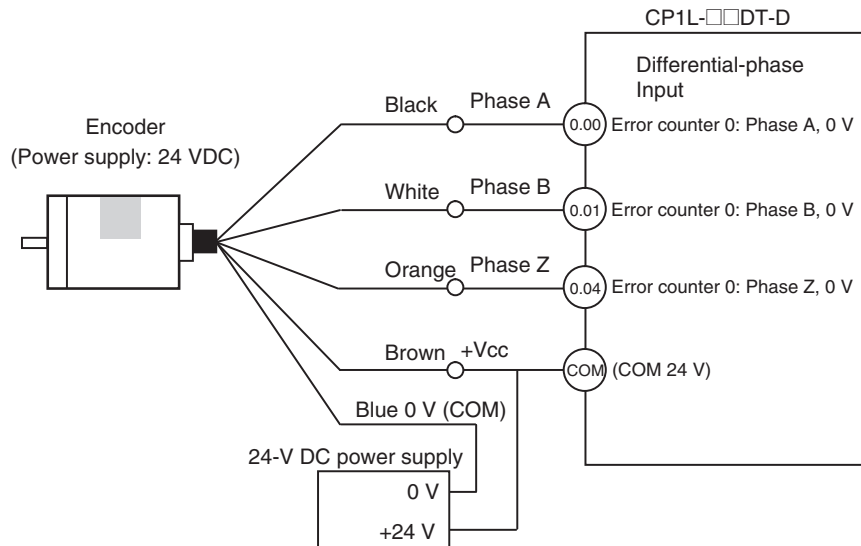 CP1L-□□DT-D
Differential-phase
Input
Encoder
(Power supply: 24 VDC)
Black
Phase A
0.00
Error counter 0: Phase A, 0 V
White
Phase B
0.01
Error counter 0: Phase B, 0 V
Orange
Phase Z
0.04
Error counter 0: Phase Z, 0 V
Brown
+Vcc
COM
(COM 24 V)
Blue 0 V (COM)
24-V DC power supply
0 V
+24 V